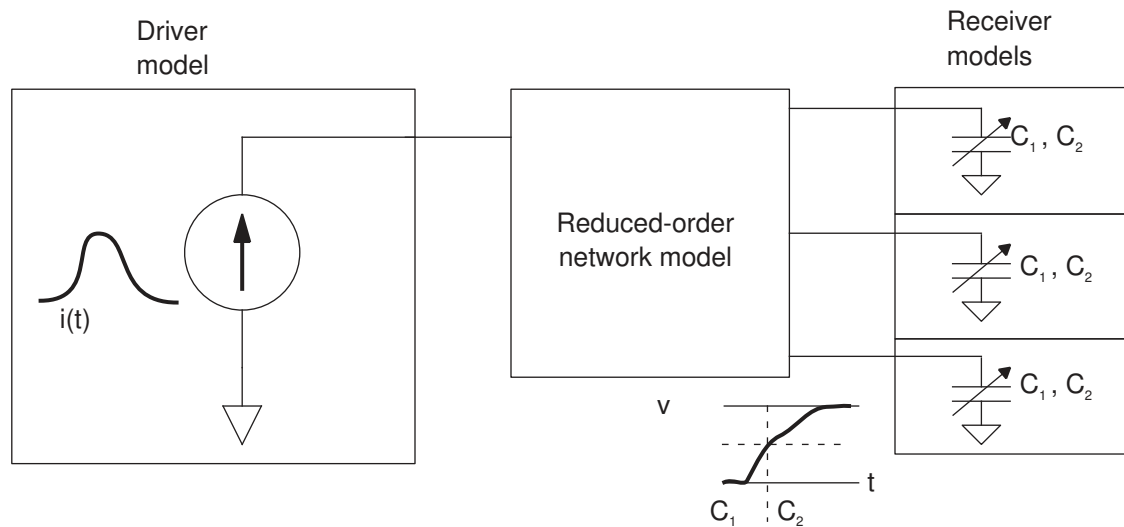 Driver
model
Receiver
models
i(t)
Reduced-order
network model
C₁ , C₂
C₁ , C₂
C₁ , C₂
v
t
C₁
C₂